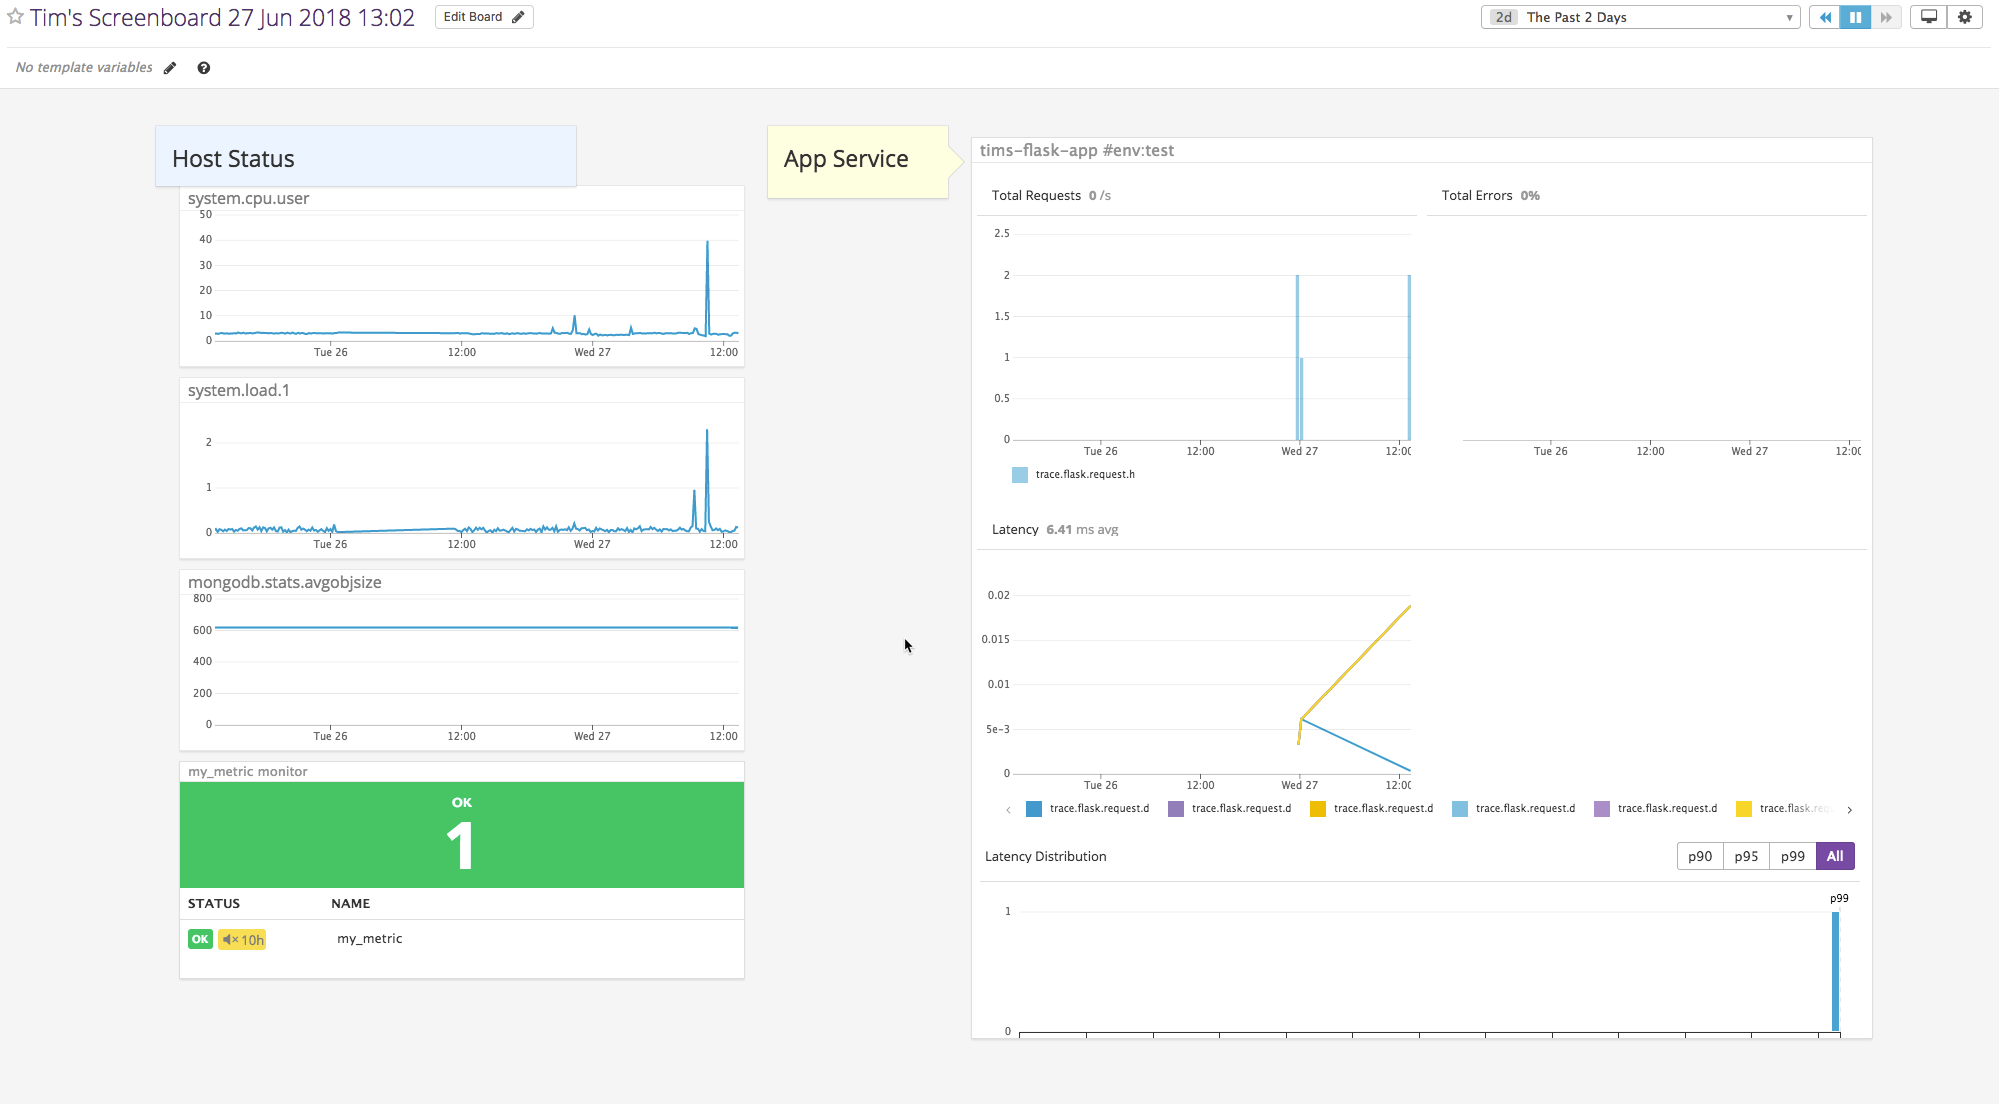 Tim's Screenboard 27 Jun 2018 13:02
Edit Board
2d The Past 2 Days
No template variables
Host Status
system.cpu.user
50
40
30
20
10
0
Tue 26 12:00 Wed 27 12:00
system.load.1
2
1
0
Tue 26 12:00 Wed 27 12:00
mongodb.stats.avgobjsize
800
600
400
200
0
Tue 26 12:00 Wed 27 12:00
my_metric monitor
OK
1
STATUS NAME
OK 10h my_metric
App Service
tims-flask-app #env:test
Total Requests 0 /s
2.5
2
1.5
1
0.5
0
Tue 26 12:00 Wed 27 12:00
trace.flask.request.h
Total Errors 0%
Tue 26 12:00 Wed 27 12:00
Latency 6.41 ms avg
0.02
0.015
0.01
5e-3
0
Tue 26 12:00 Wed 27 12:00
trace.flask.request.d trace.flask.request.d trace.flask.request.d trace.flask.request.d trace.flask.request.d trace.flask.req
Latency Distribution
p90 p95 p99 All
p99
1
0